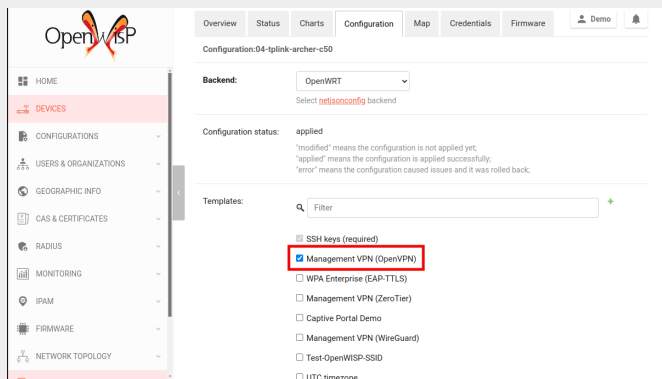 OpenWISP
Overview Status Charts Configuration Map Credentials Firmware Demo
Configuration:04-tplink-archer-c50
HOME
DEVICES
CONFIGURATIONS
USERS & ORGANIZATIONS
GEOGRAPHIC INFO
CAS & CERTIFICATES
RADIUS
MONITORING
IPAM
FIRMWARE
NETWORK TOPOLOGY
Backend: OpenWRT
Select netjsonconfig backend
Configuration status: applied
"modified" means the configuration is not applied yet;
"applied" means the configuration is applied successfully;
"error" means the configuration caused issues and it was rolled back;
Templates: Filter
SSH keys (required)
Management VPN (OpenVPN)
WPA Enterprise (EAP-TTLS)
Management VPN (ZeroTier)
Captive Portal Demo
Management VPN (WireGuard)
Test-OpenWISP-SSID
UTC timezone